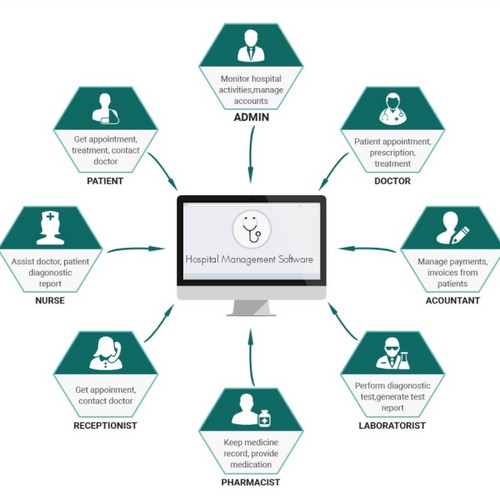 Monitor hospital
activities,manage
accounts
ADMIN
Get appointment,
treatment, contact
doctor
PATIENT
Patient appointment,
prescription,
treatment
DOCTOR
Hospital Management Software
Assist doctor, patient
diagonostic
report
NURSE
Manage payments,
invoices from
patients
ACOUNTANT
Get appoinment,
contact doctor
RECEPTIONIST
Perform diagonostic
test,generate test
report
LABORATORIST
Keep medicine
record, provide
medication
PHARMACIST